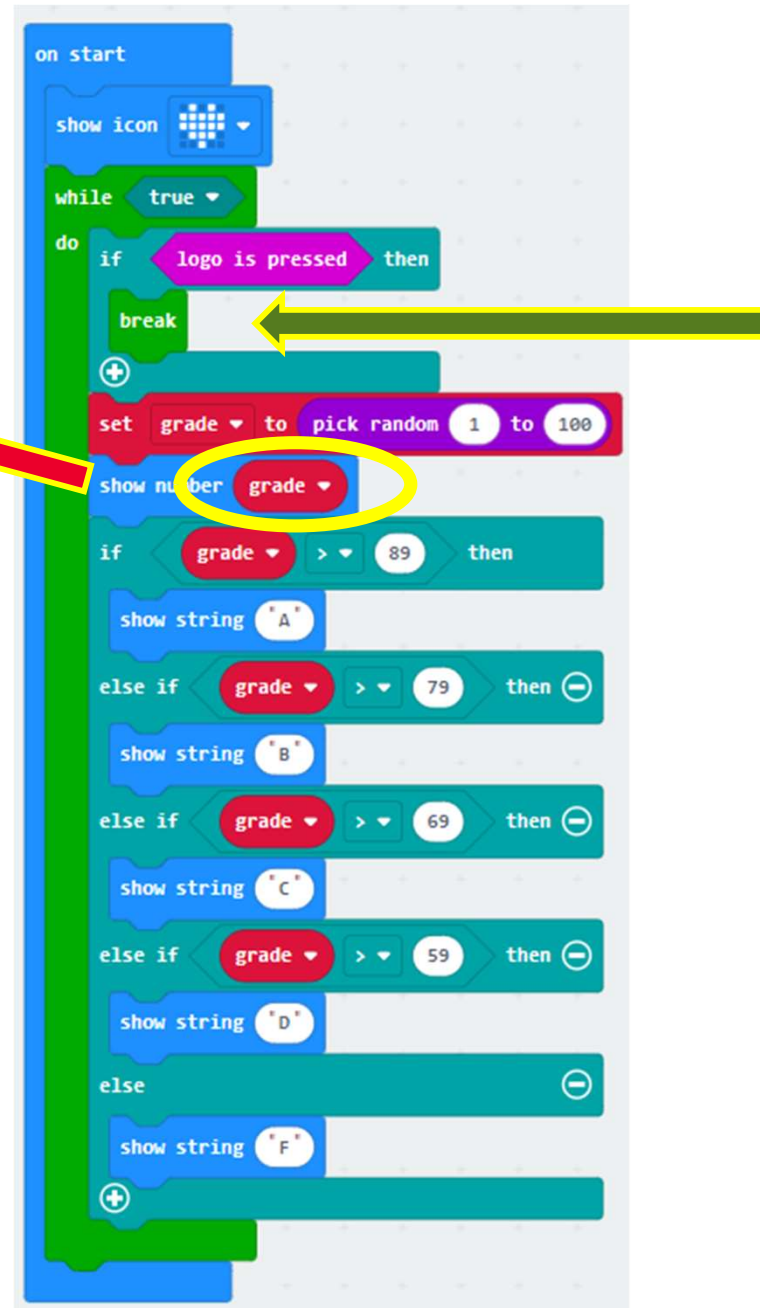 on start
show icon
while true
do
if logo is pressed then
break
set grade to pick random 1 to 100
show number grade
if grade > 89 then
show string "A"
else if grade > 79 then
show string "B"
else if grade > 69 then
show string "C"
else if grade > 59 then
show string "D"
else
show string "F"